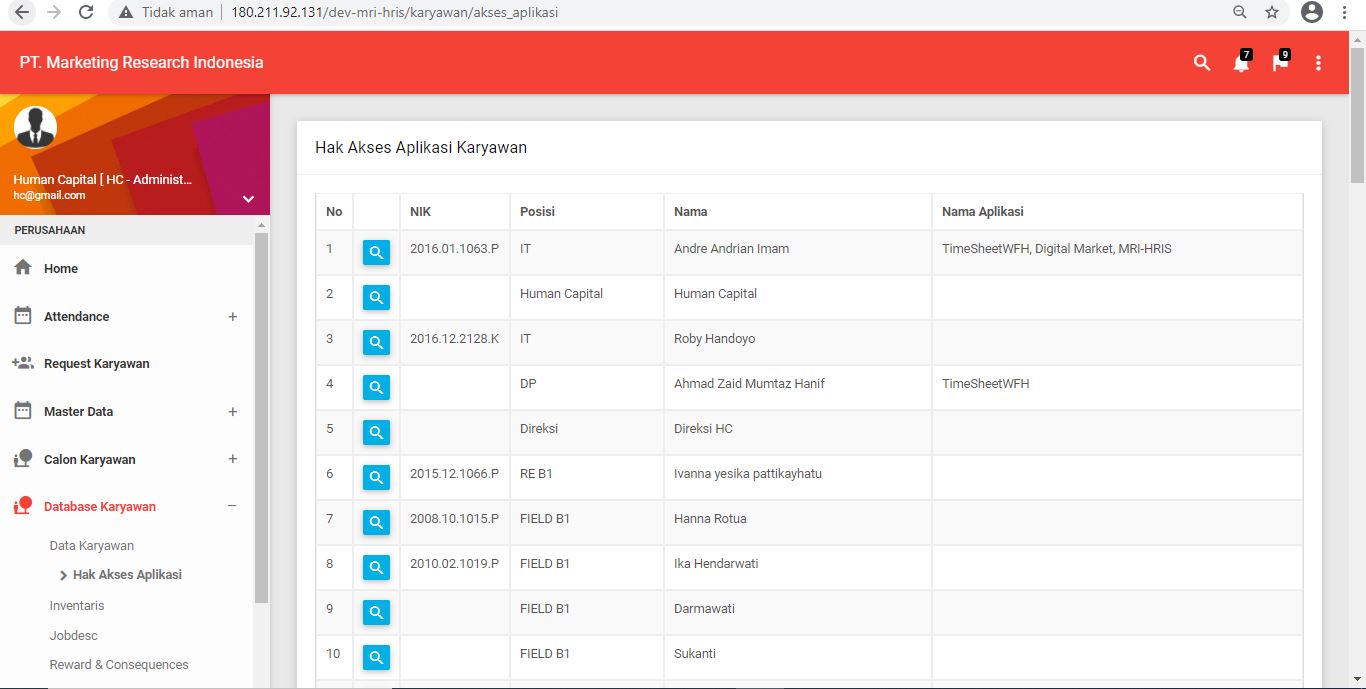 Tidak aman 180.211.92.131/dev-mri-hris/karyawan/akses_aplikasi
PT. Marketing Research Indonesia 7 9
Human Capital [ HC - Administ...
hc@gmail.com
PERUSAHAAN
Home
Attendance +
Request Karyawan
Master Data +
Calon Karyawan +
Database Karyawan −
Data Karyawan
Hak Akses Aplikasi
Inventaris
Jobdesc
Reward & Consequences
Hak Akses Aplikasi Karyawan
No NIK Posisi Nama Nama Aplikasi
1 2016.01.1063.P IT Andre Andrian Imam TimeSheetWFH, Digital Market, MRI-HRIS
2 Human Capital Human Capital
3 2016.12.2128.K IT Roby Handoyo
4 DP Ahmad Zaid Mumtaz Hanif TimeSheetWFH
5 Direksi Direksi HC
6 2015.12.1066.P RE B1 Ivanna yesika pattikayhatu
7 2008.10.1015.P FIELD B1 Hanna Rotua
8 2010.02.1019.P FIELD B1 Ika Hendarwati
9 FIELD B1 Darmawati
10 FIELD B1 Sukanti